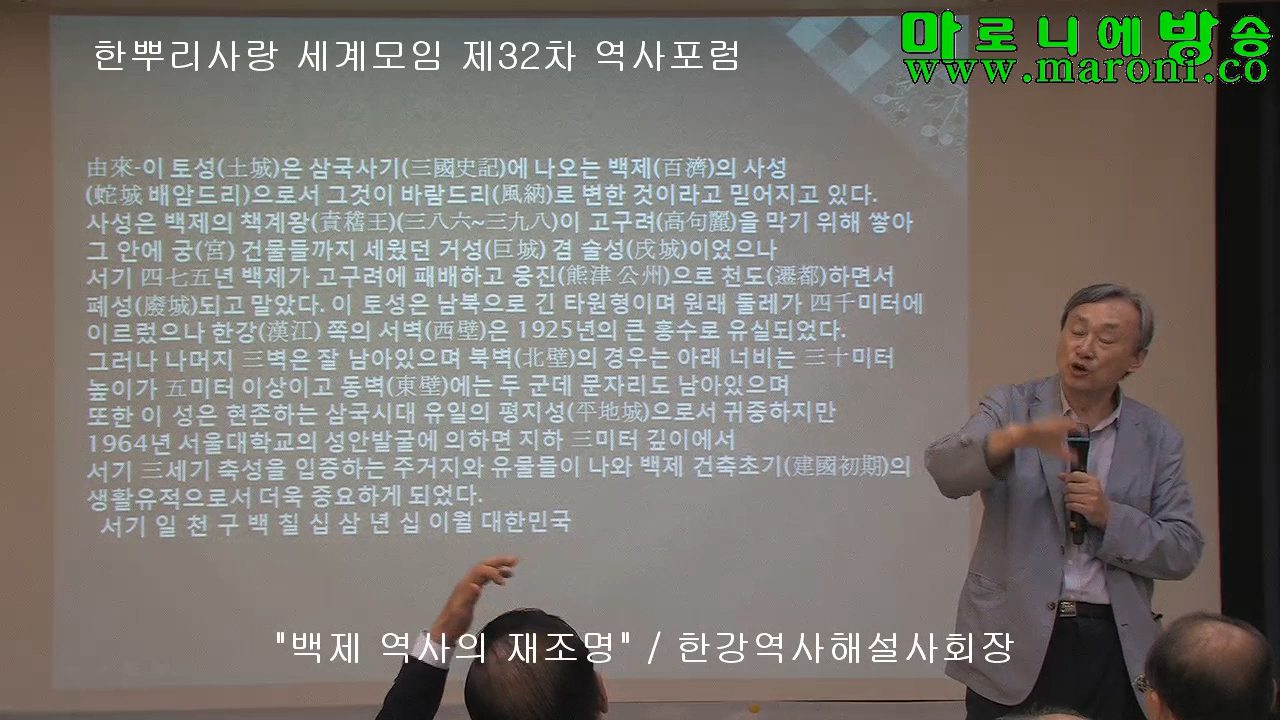 한뿌리사랑 세계모임 제32차 역사포럼
마로니에방송
www.maroni.co
由來-이 토성(土城)은 삼국사기(三國史記)에 나오는 백제(百濟)의 사성
(蛇城 배암드리)으로서 그것이 바람드리(風納)로 변한 것이라고 믿어지고 있다.
사성은 백제의 책계왕(責稽王)(三八六~三九八)이 고구려(高句麗)을 막기 위해 쌓아
그 안에 궁(宮) 건물들까지 세웠던 거성(巨城) 겸 술성(戌城)이었으나
서기 四七五년 백제가 고구려에 패배하고 웅진(熊津 公州)으로 천도(遷都)하면서
폐성(廢城)되고 말았다. 이 토성은 남북으로 긴 타원형이며 원래 둘레가 四千미터에
이르렀으나 한강(漢江) 쪽의 서벽(西壁)은 1925년의 큰 홍수로 유실되었다.
그러나 나머지 三벽은 잘 남아있으며 북벽(北壁)의 경우는 아래 너비는 三十미터
높이가 五미터 이상이고 동벽(東壁)에는 두 군데 문자리도 남아있으며
또한 이 성은 현존하는 삼국시대 유일의 평지성(平地城)으로서 귀중하지만
1964년 서울대학교의 성안발굴에 의하면 지하 三미터 깊이에서
서기 三세기 축성을 입증하는 주거지와 유물들이 나와 백제 건축초기(建國初期)의
생활유적으로서 더욱 중요하게 되었다.
서기 일 천 구 백 칠 십 삼 년 십 이월 대한민국
"백제 역사의 재조명" / 한강역사해설사회장